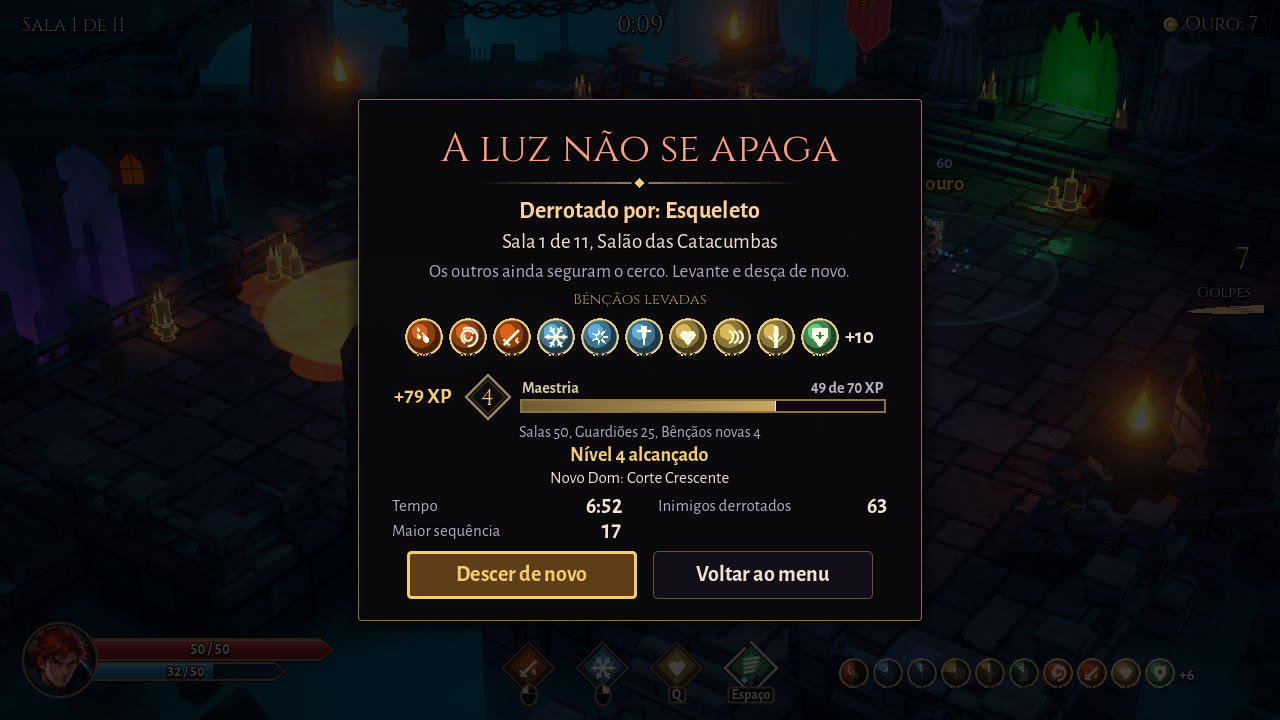 SALA 1 DE 11
0:09
OURO: 7
A LUZ NÃO SE APAGA
Derrotado por: Esqueleto
Sala 1 de 11, Salão das Catacumbas
Os outros ainda seguram o cerco. Levante e desça de novo.
BÊNÇÃOS LEVADAS
+10
+79 XP
4
Maestria
49 de 70 XP
Salas 50, Guardiões 25, Bênçãos novas 4
Nível 4 alcançado
Novo Dom: Corte Crescente
Tempo 6:52
Inimigos derrotados 63
Maior sequência 17
Descer de novo
Voltar ao menu
60
ouro
7
GOLPES
50/50
32/50
Q
Espaço
+6